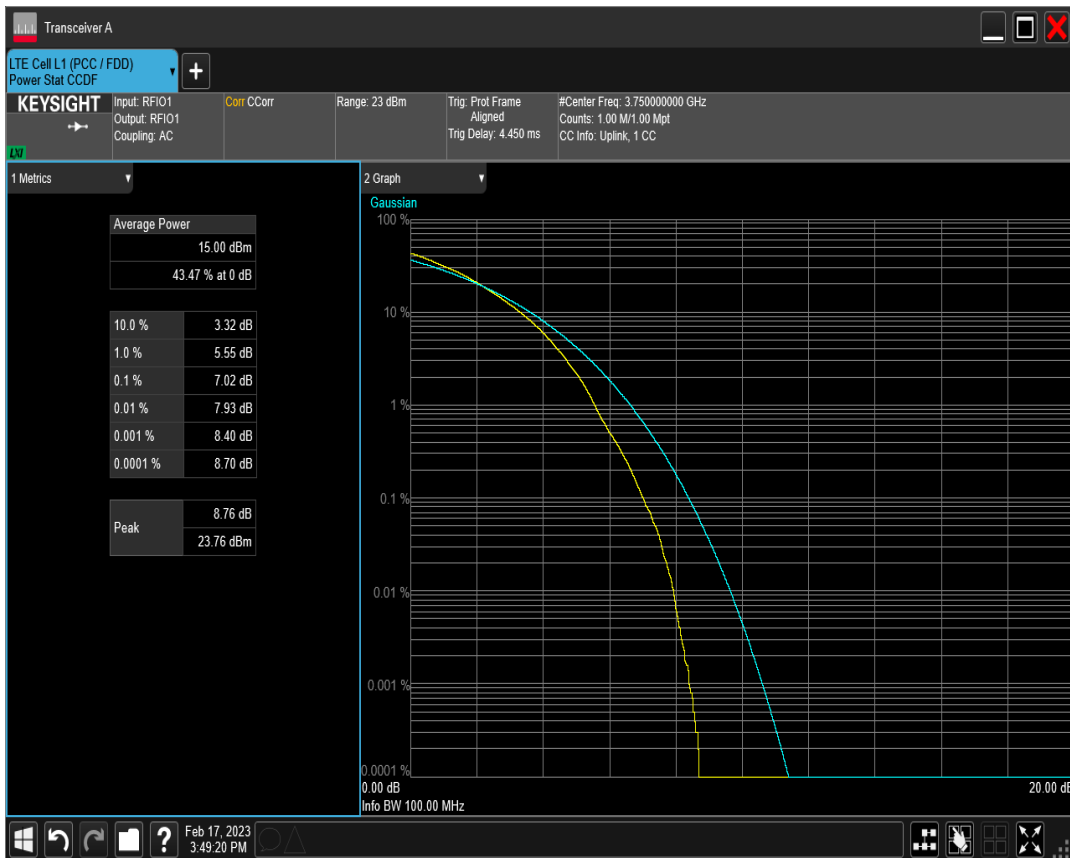 Transceiver A
LTE Cell L1 (PCC / FDD)
Power Stat CCDF
+
KEYSIGHT
LXI
Input: RFIO1
Output: RFIO1
Coupling: AC
Corr CCorr
Range: 23 dBm
Trig: Prot Frame
Aligned
Trig Delay: 4.450 ms
#Center Freq: 3.750000000 GHz
Counts: 1.00 M/1.00 Mpt
CC Info: Uplink, 1 CC
1 Metrics
Average Power
15.00 dBm
43.47 % at 0 dB
10.0 % 3.32 dB
1.0 % 5.55 dB
0.1 % 7.02 dB
0.01 % 7.93 dB
0.001 % 8.40 dB
0.0001 % 8.70 dB
Peak
8.76 dB
23.76 dBm
2 Graph
Gaussian
100 %
10 %
1 %
0.1 %
0.01 %
0.001 %
0.0001 %
0.00 dB
20.00 dB
Info BW 100.00 MHz
?
Feb 17, 2023
3:49:20 PM